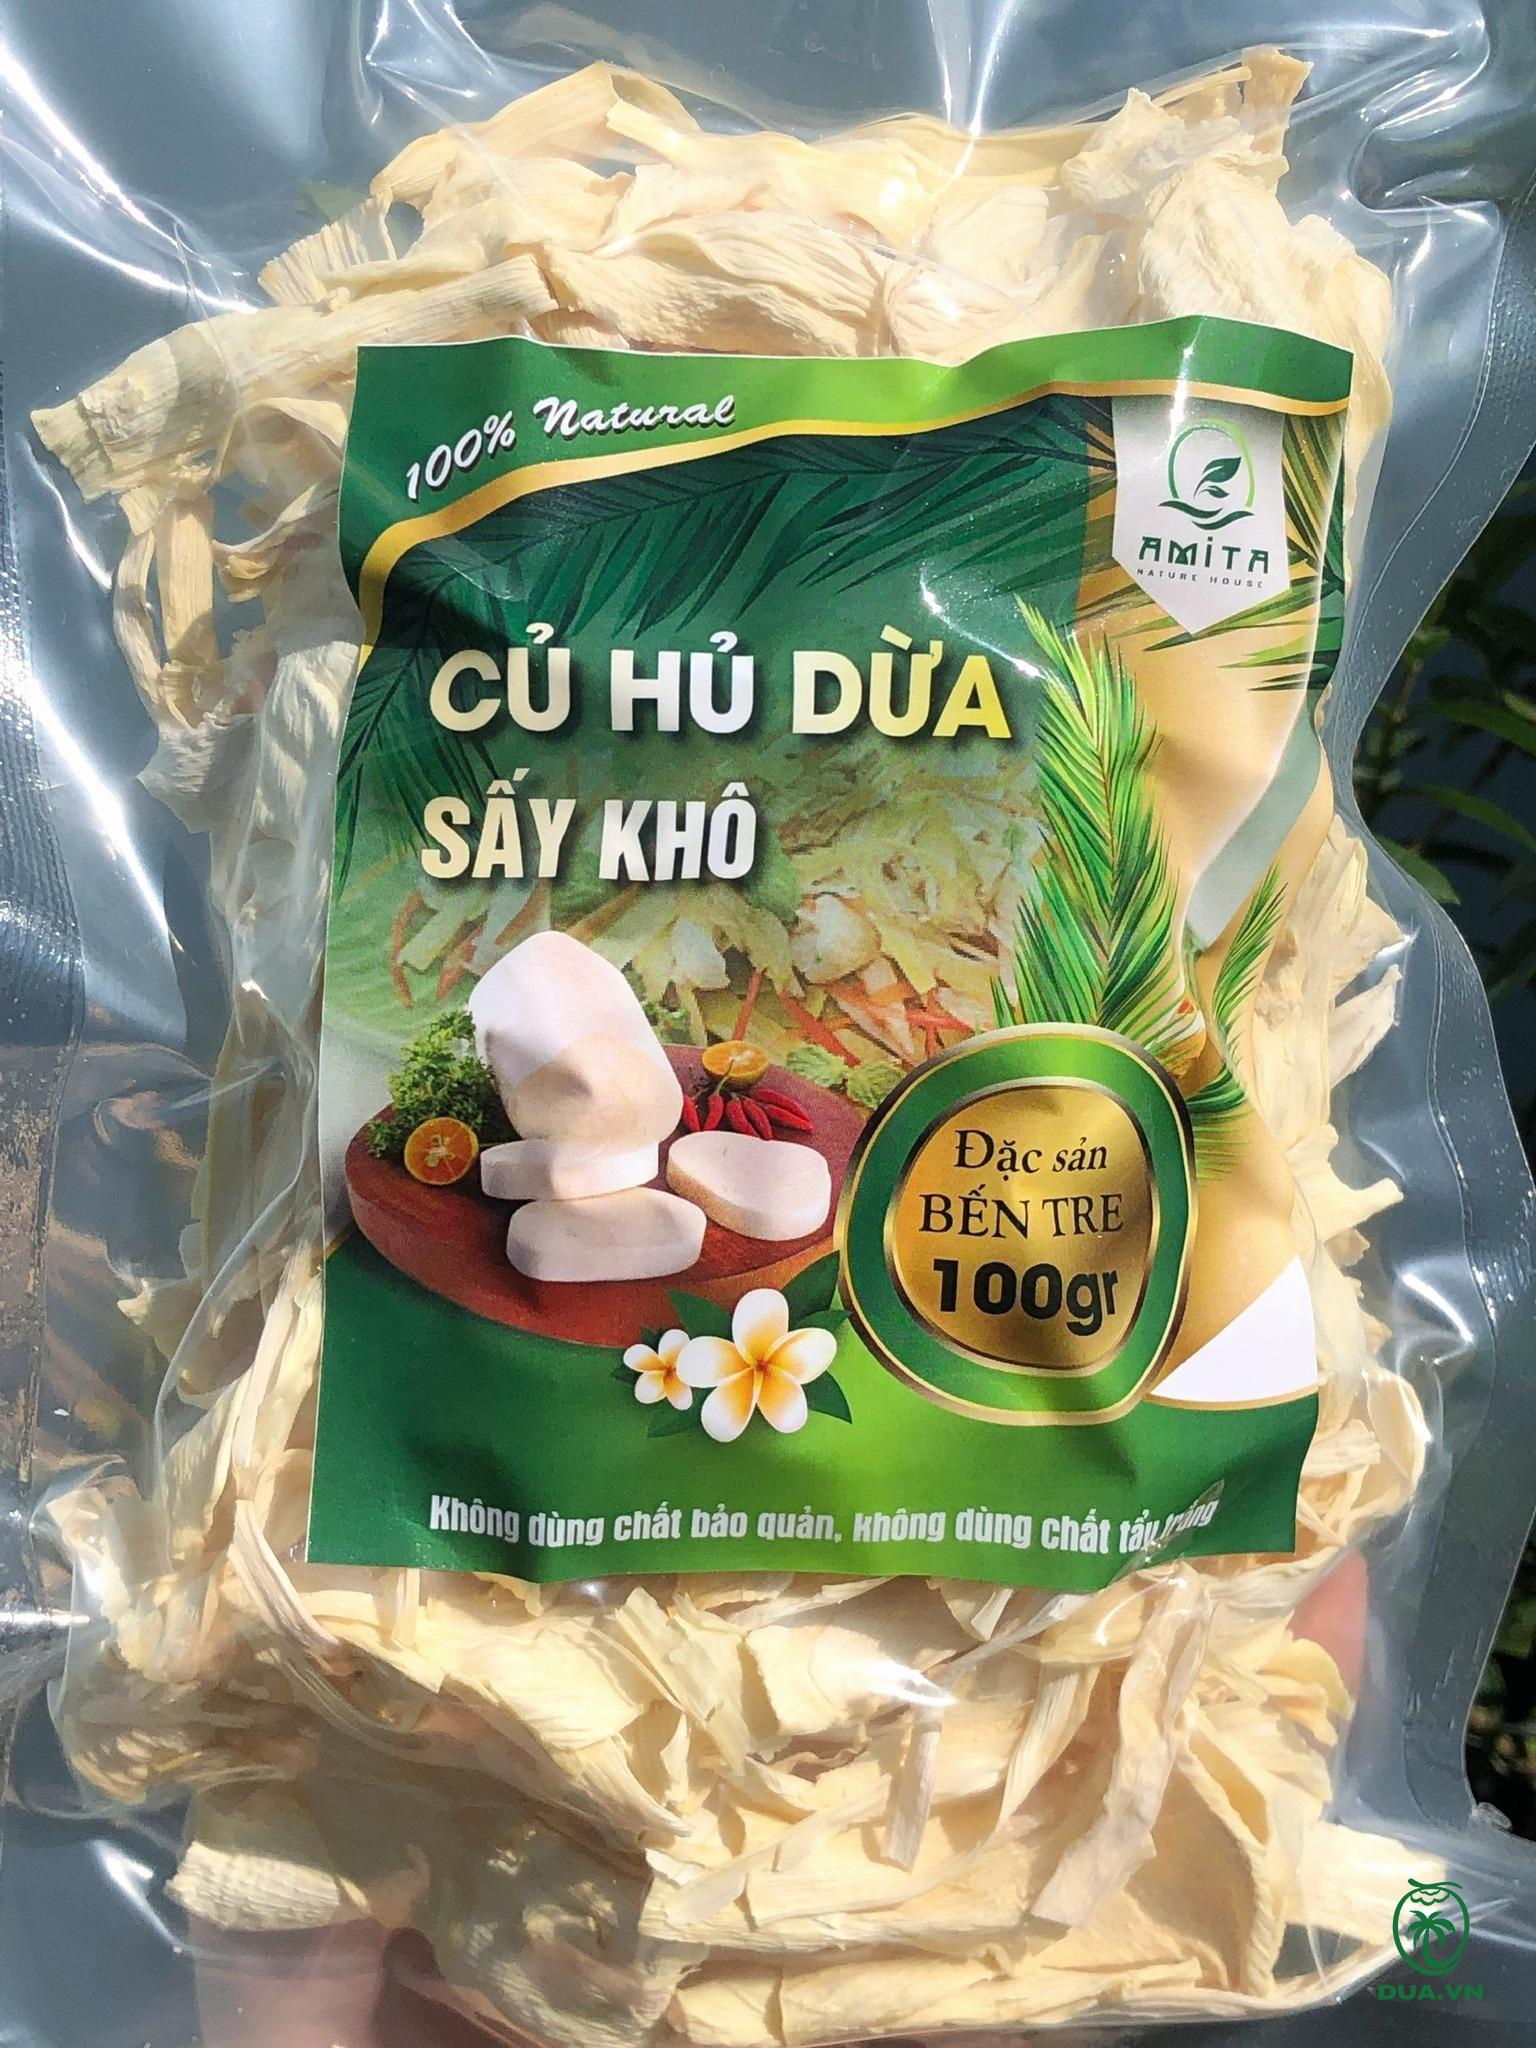 100% Natural
AMiTA
NATURE HOUSE
CỦ HỦ DỪA
SẤY KHÔ
Đặc sản
BẾN TRE
100gr
Không dùng chất bảo quản, không dùng chất tẩy trắng
DUA.VN